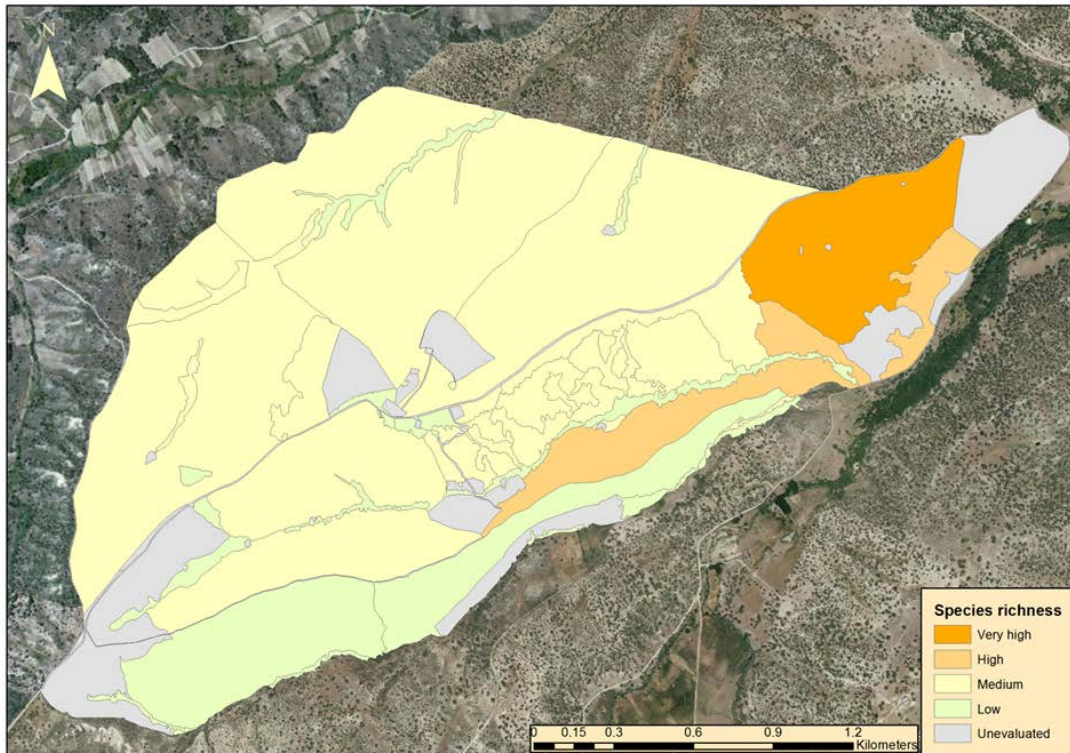 N
Species richness
Very high
High
Medium
Low
Unevaluated
0 0.15 0.3 0.6 0.9 1.2
Kilometers